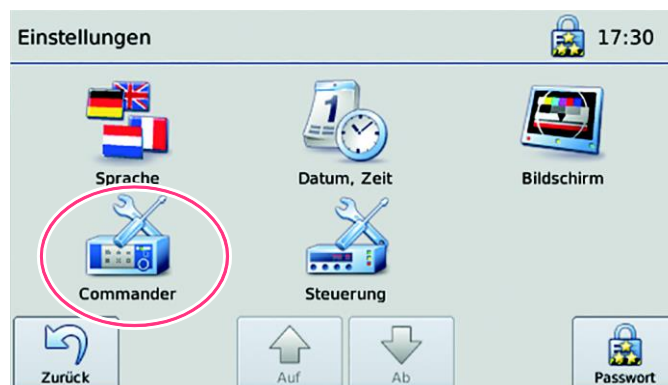 Einstellungen 17:30
Sprache Datum, Zeit Bildschirm
Commander Steuerung
Zurück Auf Ab Passwort